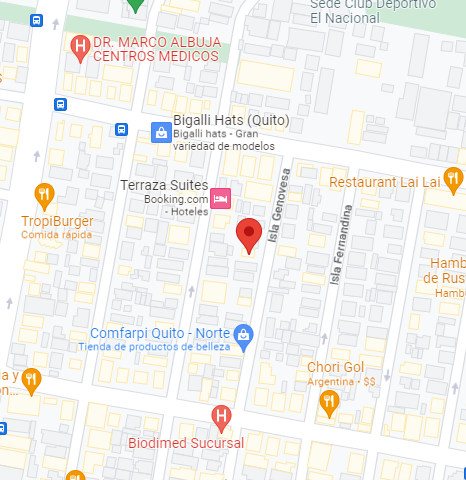 Sede Club Deportivo
El Nacional
DR. MARCO ALBUJA
CENTROS MEDICOS
Bigalli Hats (Quito)
Bigalli hats - Gran
variedad de modelos
Terraza Suites
Booking.com
- Hoteles
Restaurant Lai Lai
Isla Genovesa
Isla Fernandina
TropiBurger
Comida rápida
Hamb
de Rus
Hambu
Comfarpi Quito - Norte
Tienda de productos de belleza
Chori Gol
Argentina • $$
a y
on...
Biodimed Sucursal